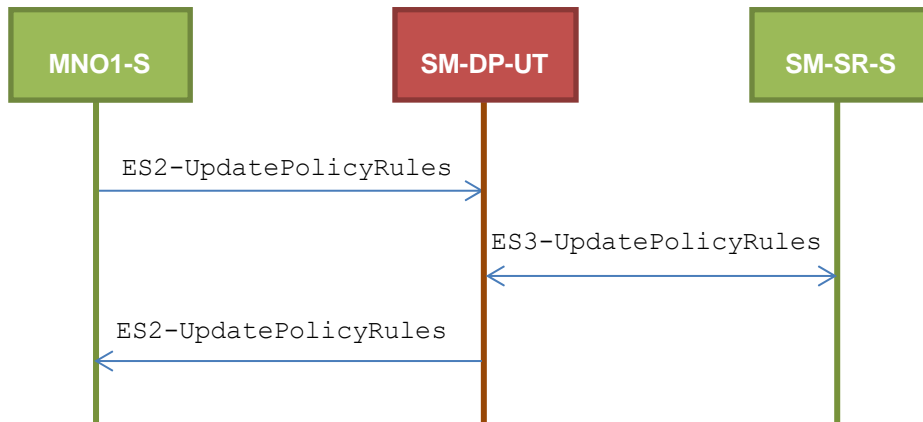 MNO1-S
SM-DP-UT
SM-SR-S
ES2-UpdatePolicyRules
ES3-UpdatePolicyRules
ES2-UpdatePolicyRules